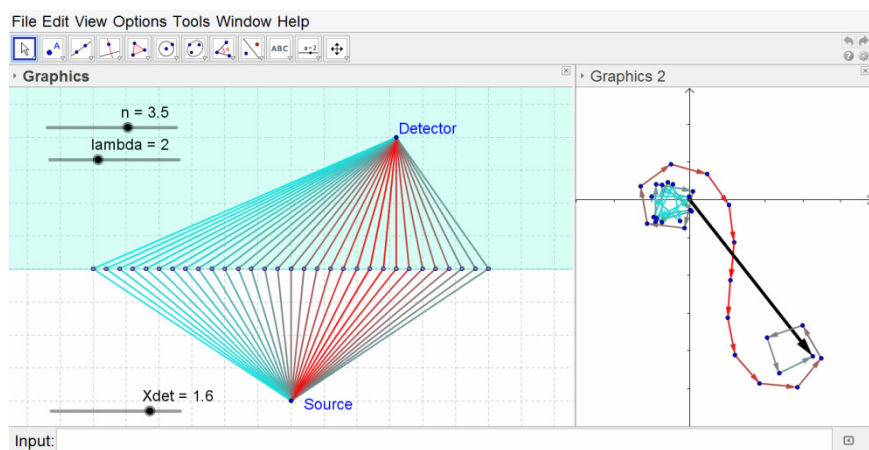 File Edit View Options Tools Window Help
A
ABC
a=2
Graphics
Graphics 2
n = 3.5
lambda = 2
Detector
Xdet = 1.6
Source
Input: